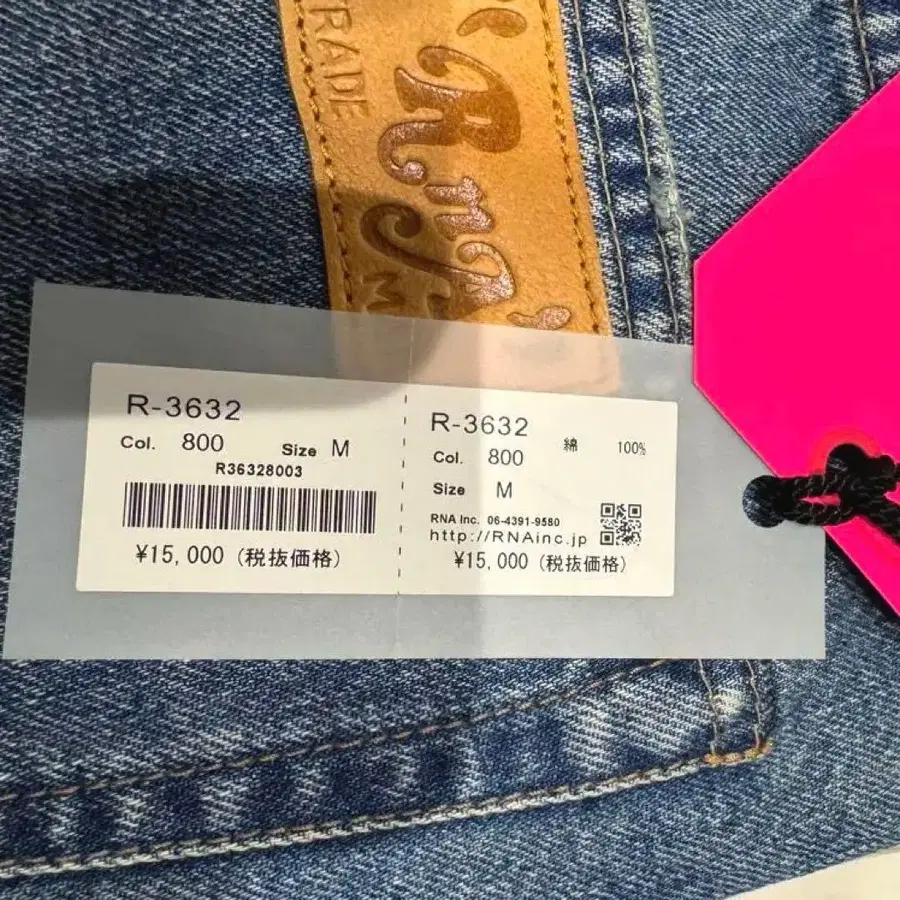 TRADE
R-3632
Col. 800 Size M
R36328003
¥15,000 (税抜価格)
R-3632
綿 100%
Col. 800
Size M
RNA Inc. 06-4391-9580
http://RNAinc.jp
¥15,000 (税抜価格)